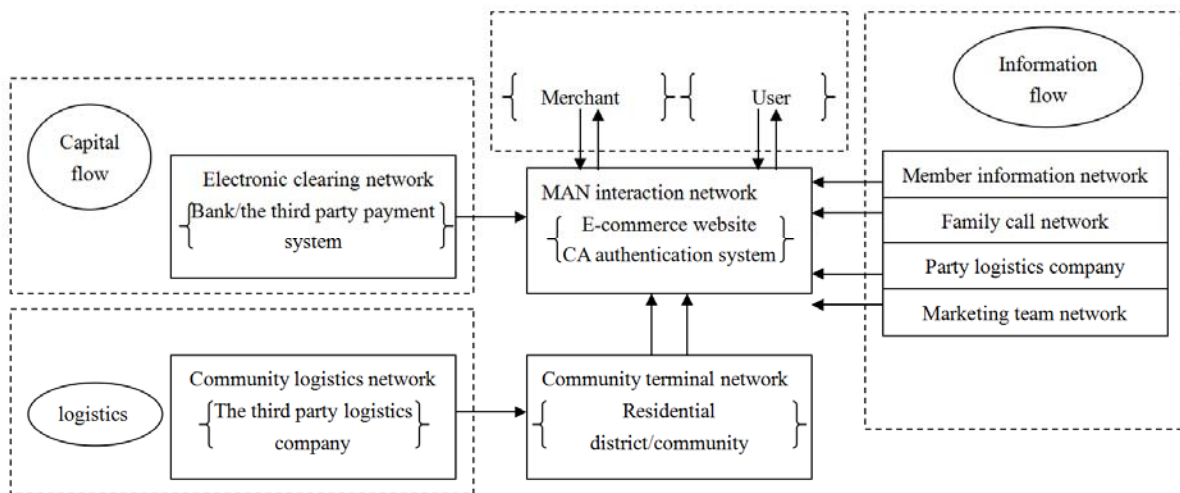 Merchant
User
Information
flow
Capital
flow
Electronic clearing network
Bank/the third party payment
system
MAN interaction network
E-commerce website
CA authentication system
Member information network
Family call network
Party logistics company
Marketing team network
logistics
Community logistics network
The third party logistics
company
Community terminal network
Residential
district/community